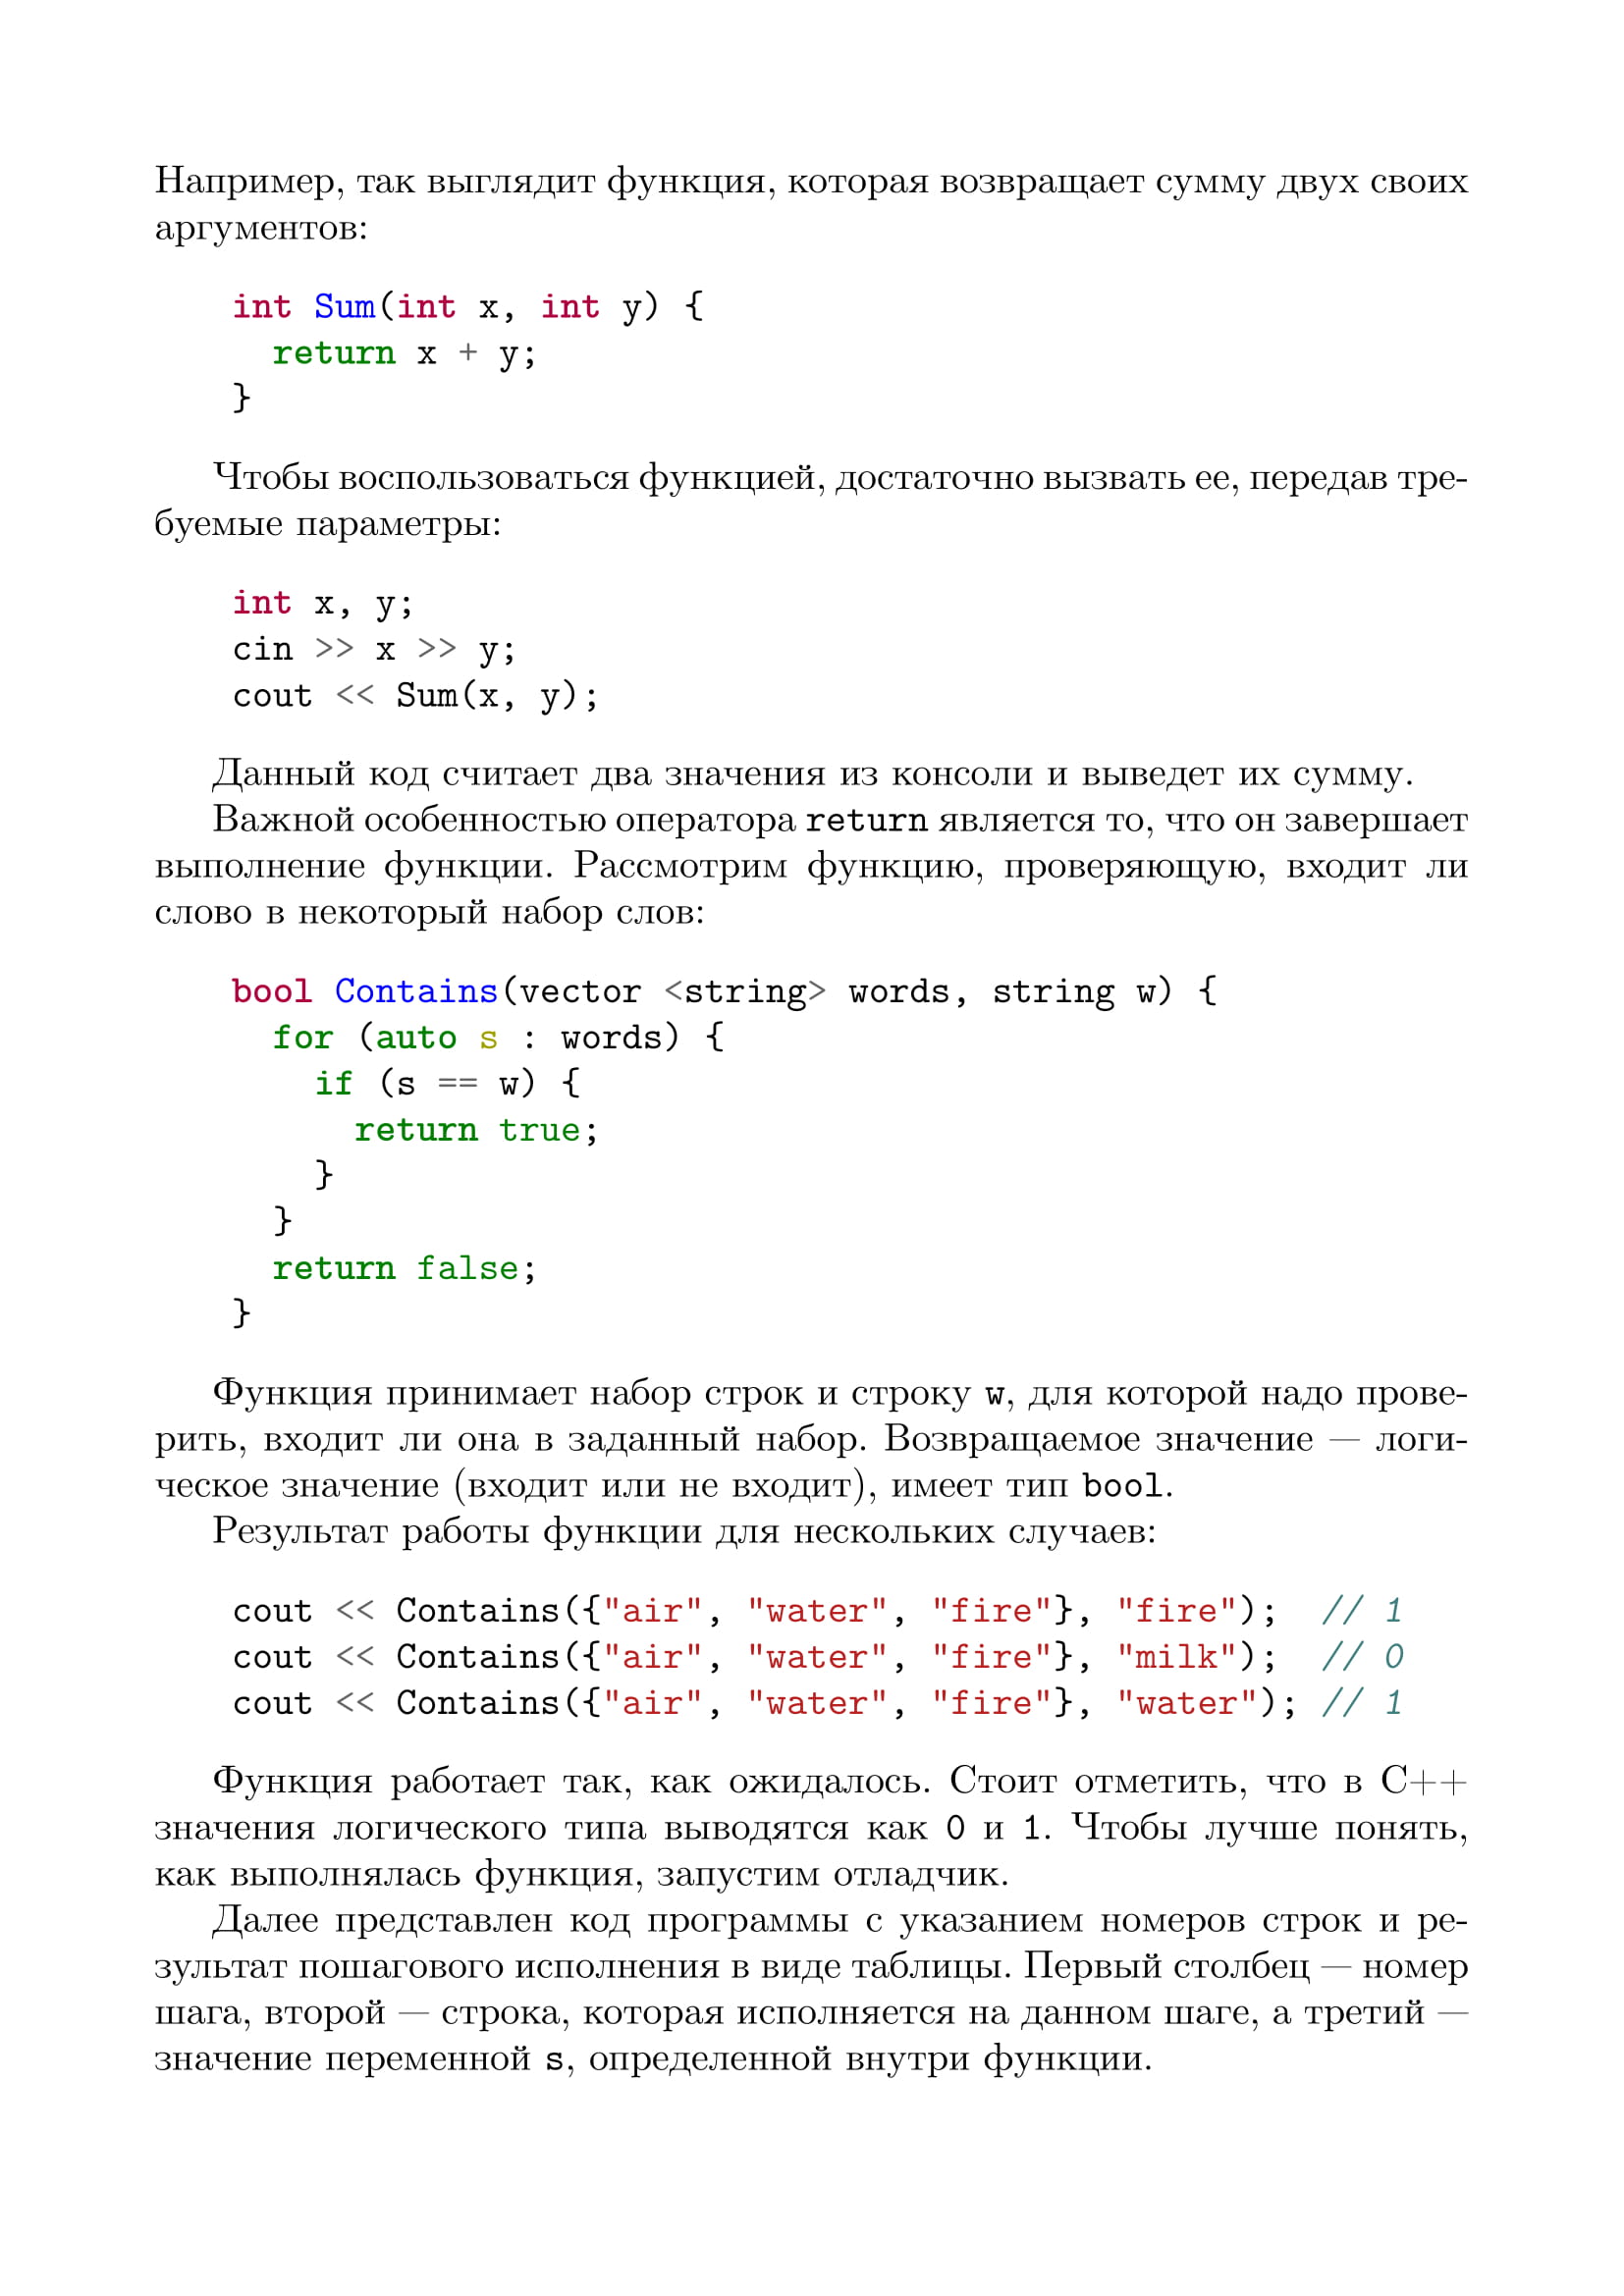 Например, так выглядит функция, которая возвращает сумму двух своих
аргументов:
int Sum(int x, int y) {
  return x + y;
}
Чтобы воспользоваться функцией, достаточно вызвать ее, передав тре-
буемые параметры:
int x, y;
cin >> x >> y;
cout << Sum(x, y);
Данный код считает два значения из консоли и выведет их сумму.
Важной особенностью оператора return является то, что он завершает
выполнение функции. Рассмотрим функцию, проверяющую, входит ли
слово в некоторый набор слов:
bool Contains(vector <string> words, string w) {
  for (auto s : words) {
    if (s == w) {
      return true;
    }
  }
  return false;
}
Функция принимает набор строк и строку w, для которой надо прове-
рить, входит ли она в заданный набор. Возвращаемое значение — логи-
ческое значение (входит или не входит), имеет тип bool.
Результат работы функции для нескольких случаев:
cout << Contains({"air", "water", "fire"}, "fire");  // 1
cout << Contains({"air", "water", "fire"}, "milk");  // 0
cout << Contains({"air", "water", "fire"}, "water"); // 1
Функция работает так, как ожидалось. Стоит отметить, что в C++
значения логического типа выводятся как 0 и 1. Чтобы лучше понять,
как выполнялась функция, запустим отладчик.
Далее представлен код программы с указанием номеров строк и ре-
зультат пошагового исполнения в виде таблицы. Первый столбец — номер
шага, второй — строка, которая исполняется на данном шаге, а третий —
значение переменной s, определенной внутри функции.